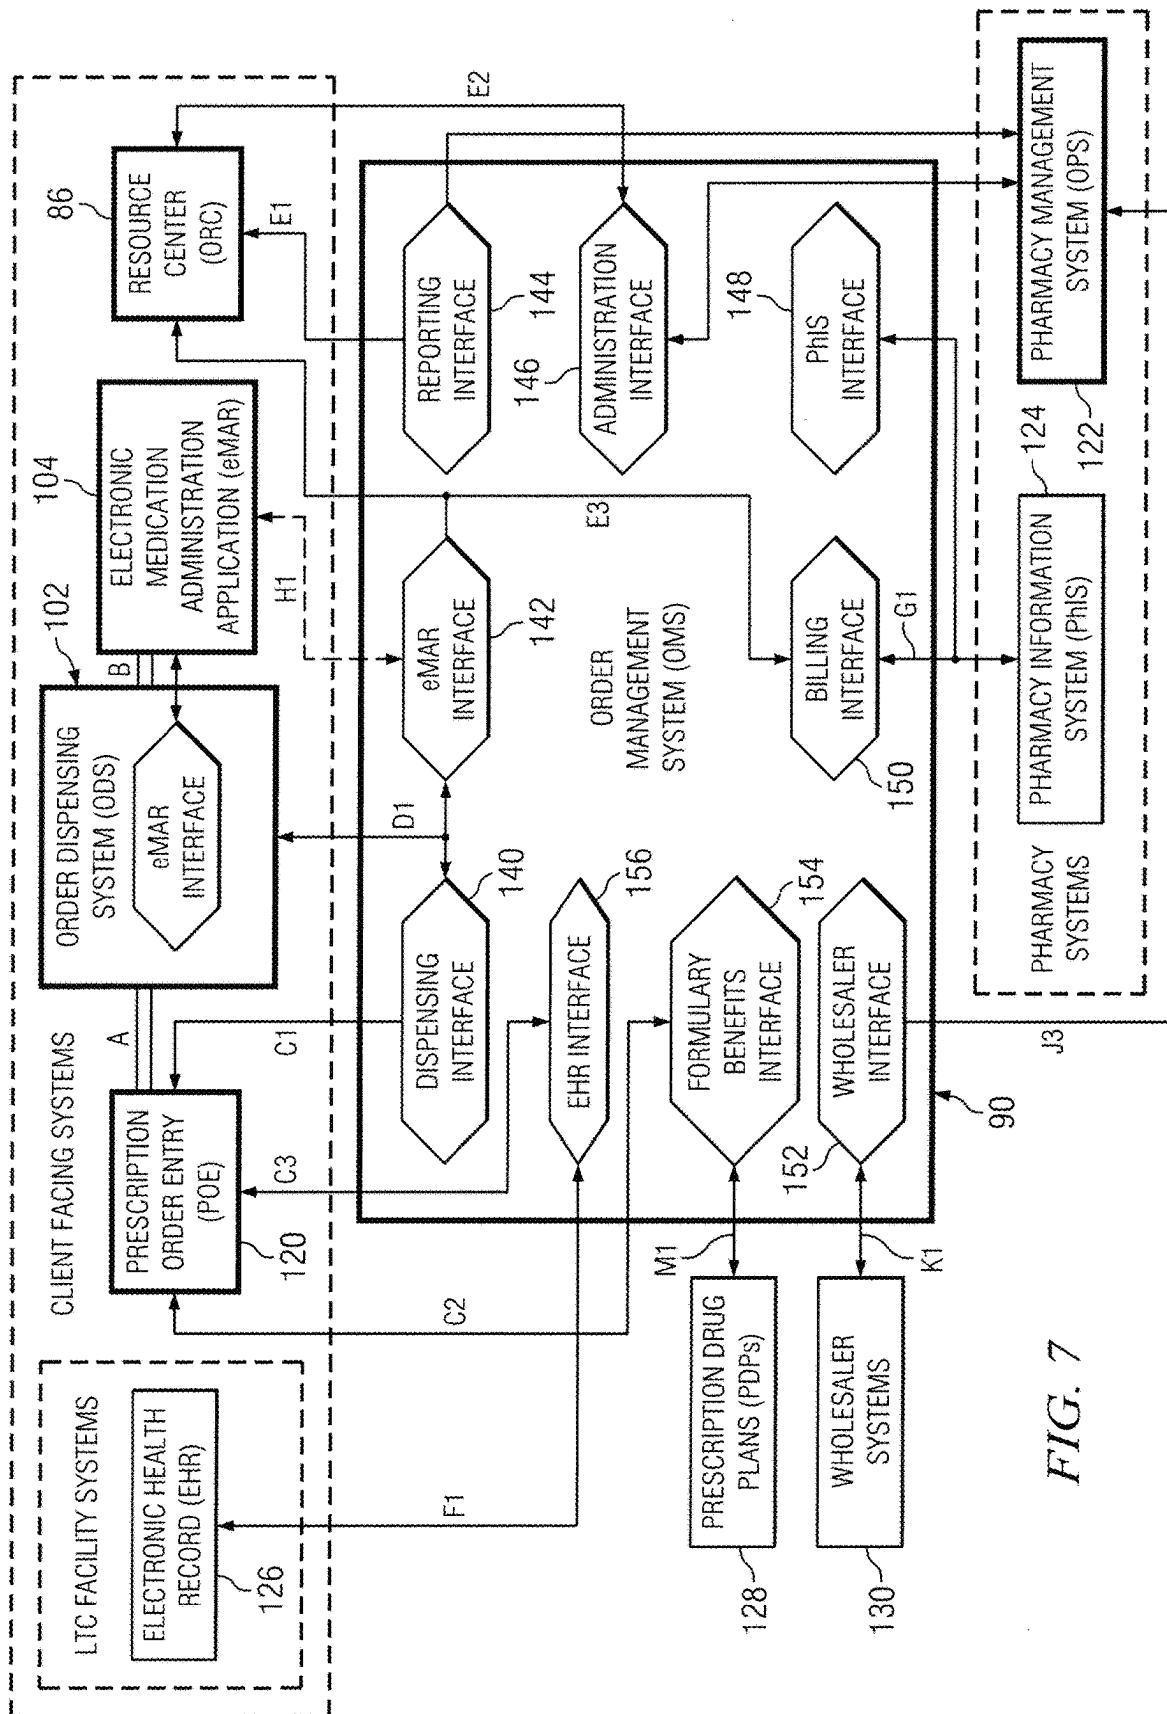 CLIENT FACING SYSTEMS
LTC FACILITY SYSTEMS
ELECTRONIC HEALTH
RECORD (EHR)
126
PRESCRIPTION
ORDER ENTRY
(POE)
120
A
ORDER DISPENSING
SYSTEM (ODS)
eMAR
INTERFACE
102
B
ELECTRONIC
MEDICATION
ADMINISTRATION
APPLICATION (eMAR)
104
RESOURCE
CENTER
(ORC)
86
F1
C2
C3
C1
D1
H1
E1
E2
DISPENSING
INTERFACE
140
eMAR
INTERFACE
142
REPORTING
INTERFACE
144
EHR INTERFACE
156
E3
ADMINISTRATION
INTERFACE
146
ORDER
MANAGEMENT
SYSTEM (OMS)
FORMULARY
BENEFITS
INTERFACE
154
WHOLESALER
INTERFACE
152
BILLING
INTERFACE
150
PhIS
INTERFACE
148
M1
K1
G1
PRESCRIPTION DRUG
PLANS (PDPs)
128
WHOLESALER
SYSTEMS
130
90
J3
PHARMACY
SYSTEMS
PHARMACY INFORMATION
SYSTEM (PhIS)
124
PHARMACY MANAGEMENT
SYSTEM (OPS)
122
FIG. 7